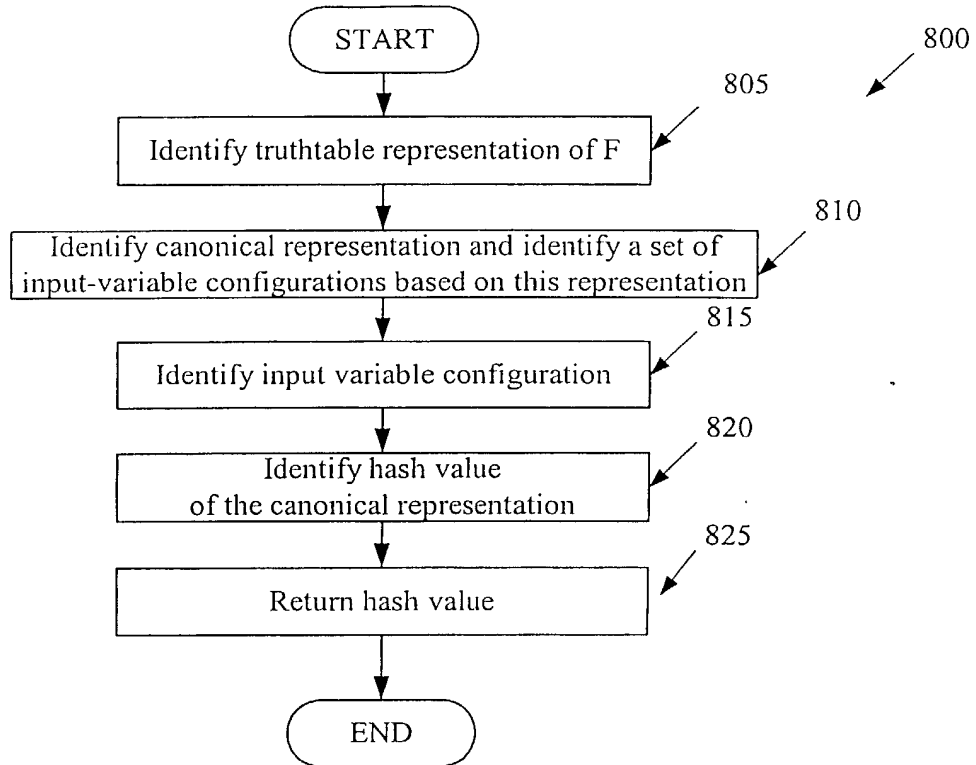 START
800
805
Identify truthtable representation of F
810
Identify canonical representation and identify a set of
input-variable configurations based on this representation
815
Identify input variable configuration
820
Identify hash value
of the canonical representation
825
Return hash value
END